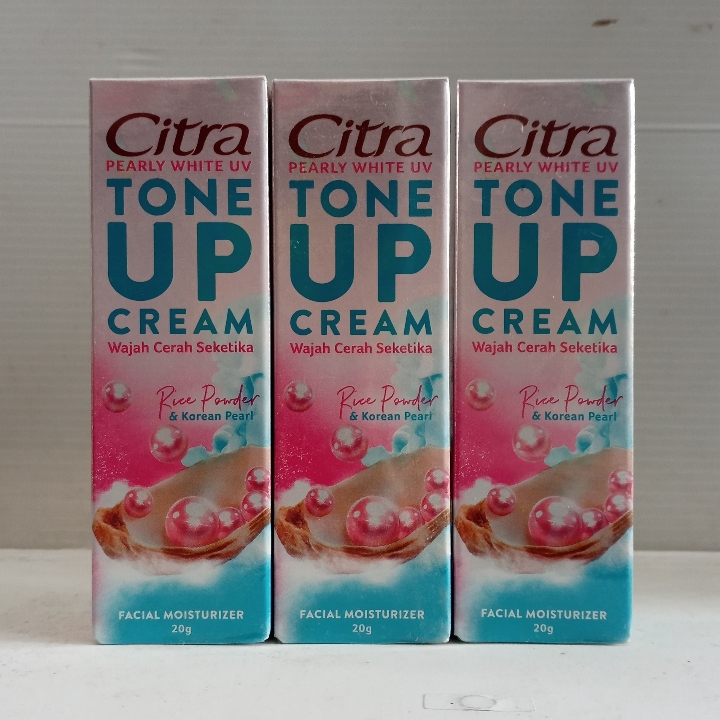 Citra
PEARLY WHITE UV
TONE
UP
CREAM
Wajah Cerah Seketika
Rice Powder
& Korean Pearl
FACIAL MOISTURIZER
20g
Citra
PEARLY WHITE UV
TONE
UP
CREAM
Wajah Cerah Seketika
Rice Powder
& Korean Pearl
FACIAL MOISTURIZER
20g
Citra
PEARLY WHITE UV
TONE
UP
CREAM
Wajah Cerah Seketika
Rice Powder
& Korean Pearl
FACIAL MOISTURIZER
20g